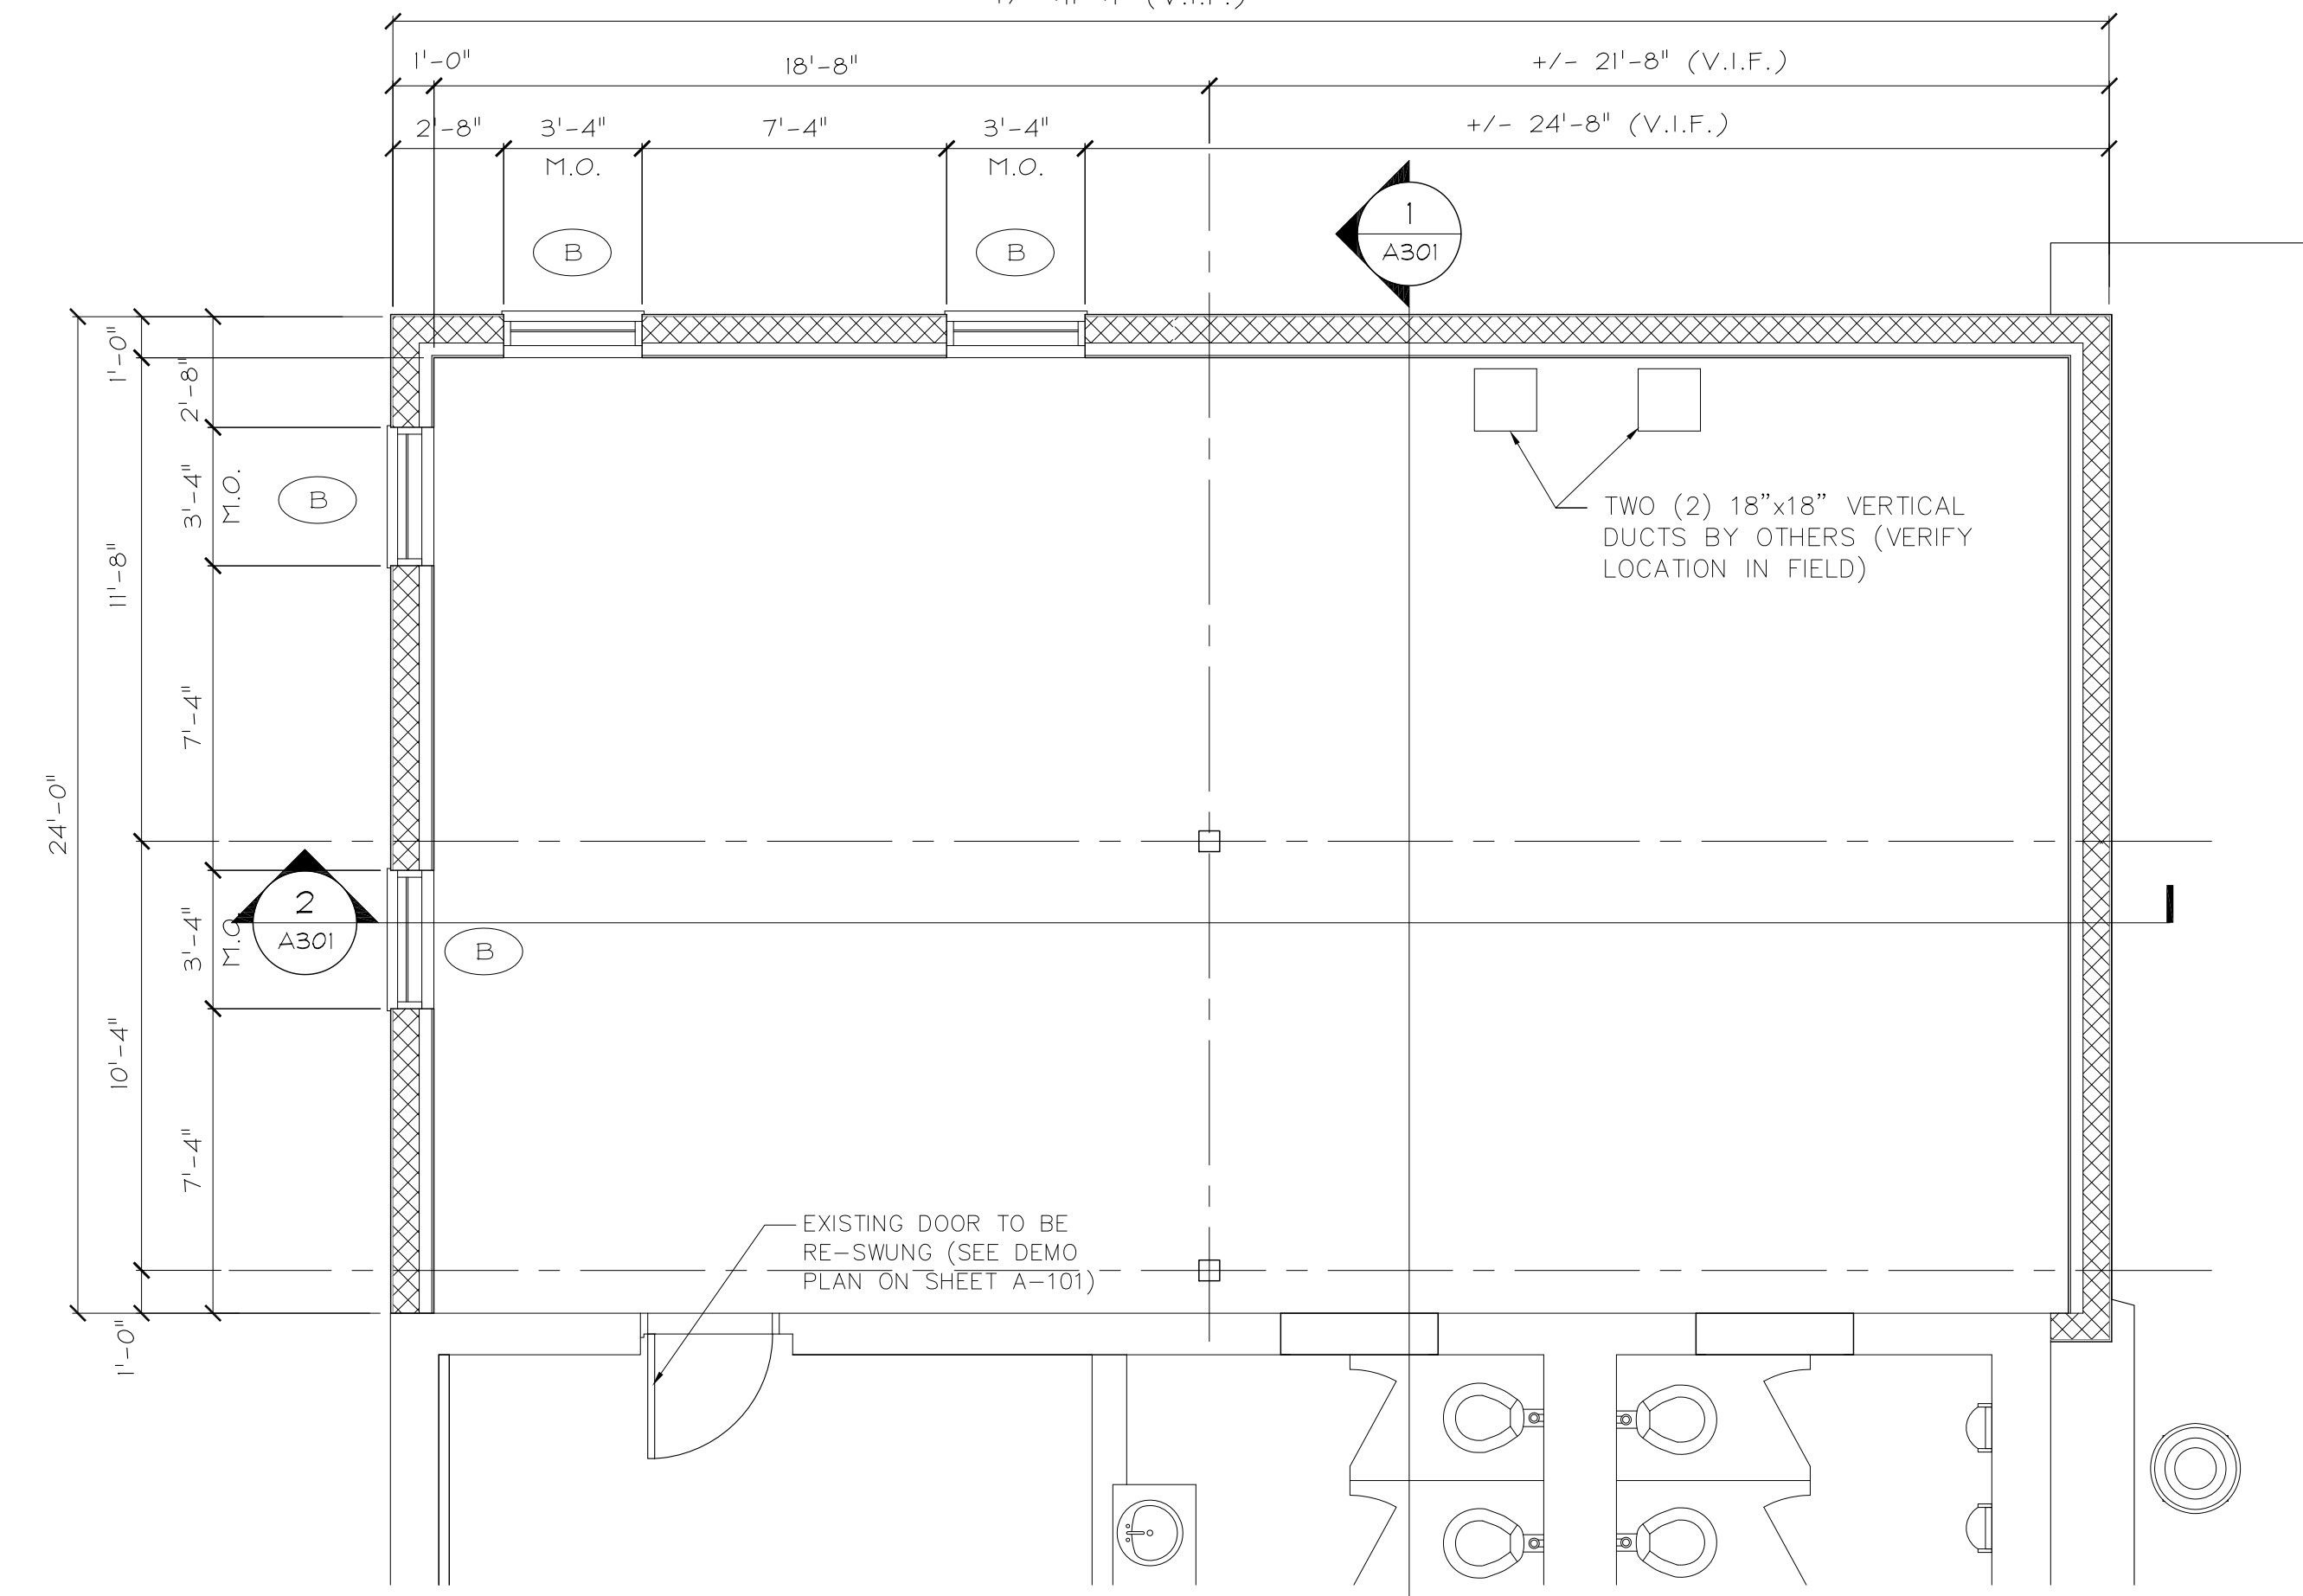 1'-0"
18'-8"
+/- 21'-8" (V.I.F.)
2'-8"
3'-4"
7'-4"
3'-4"
+/- 24'-8" (V.I.F.)
M.O.
M.O.
B
B
1
A301
1'-0"
2'-8"
3'-4"
M.O.
B
11'-8"
TWO (2) 18”x18” VERTICAL
DUCTS BY OTHERS (VERIFY
LOCATION IN FIELD)
7'-4"
24'-0"
2
A301
3'-4"
M.O.
B
10'-4"
7'-4"
EXISTING DOOR TO BE
RE-SWUNG (SEE DEMO
PLAN ON SHEET A-101)
1'-0"